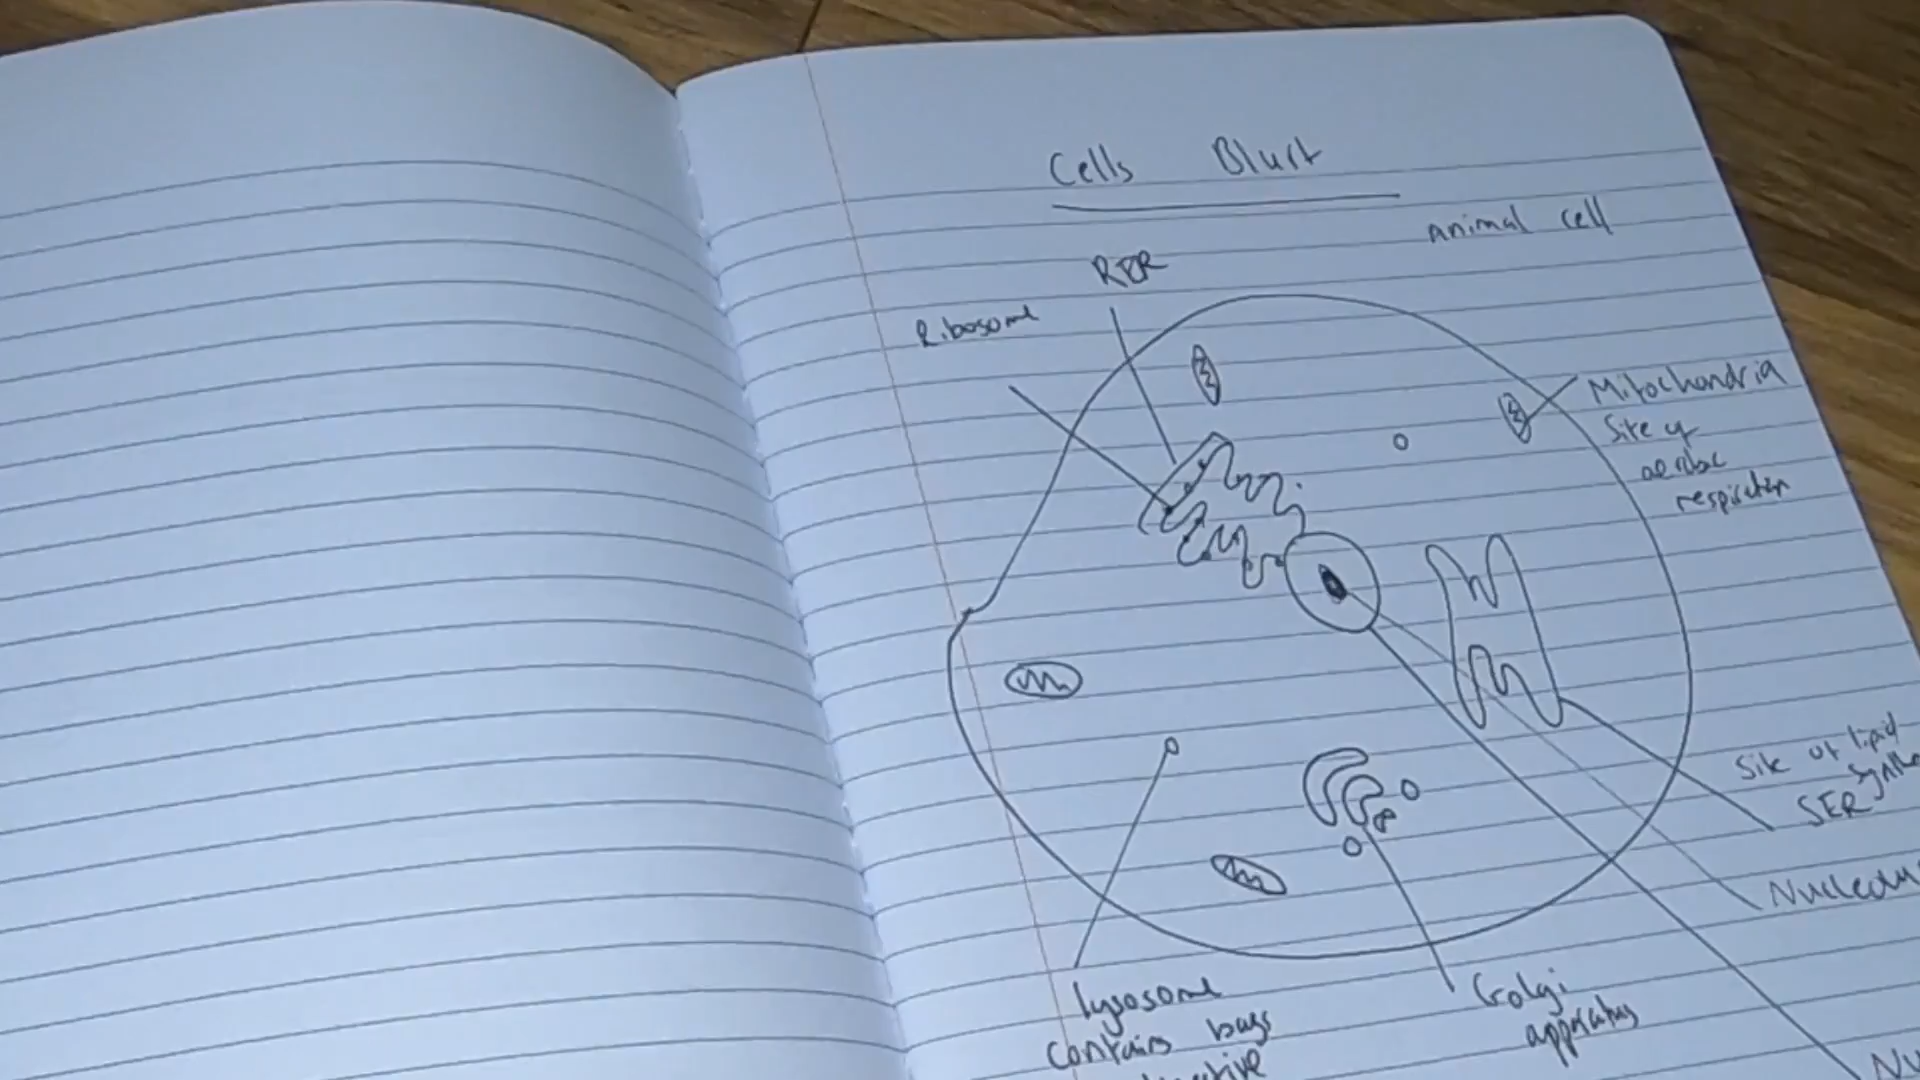 Cells Blurt
Animal cell
RER
Ribosome
Mitochondria
Site of
aerobic
respiration
Site of lipid
SER
Golgi
apparatus
lysosome
contains bags